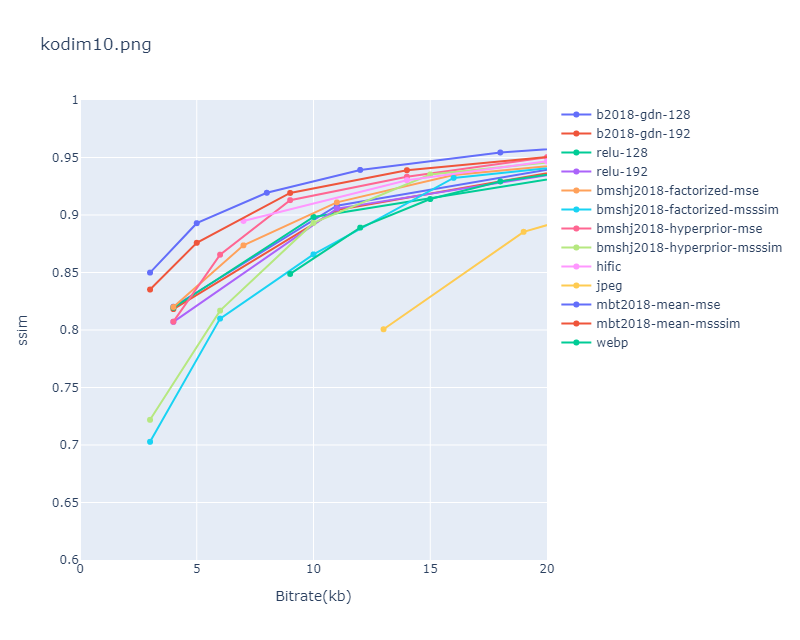 kodim10.png
1
0.95
0.9
0.85
0.8
0.75
0.7
0.65
0.6
ssim
0
5
10
15
20
Bitrate(kb)
b2018-gdn-128
b2018-gdn-192
relu-128
relu-192
bmshj2018-factorized-mse
bmshj2018-factorized-msssim
bmshj2018-hyperprior-mse
bmshj2018-hyperprior-msssim
hific
jpeg
mbt2018-mean-mse
mbt2018-mean-msssim
webp